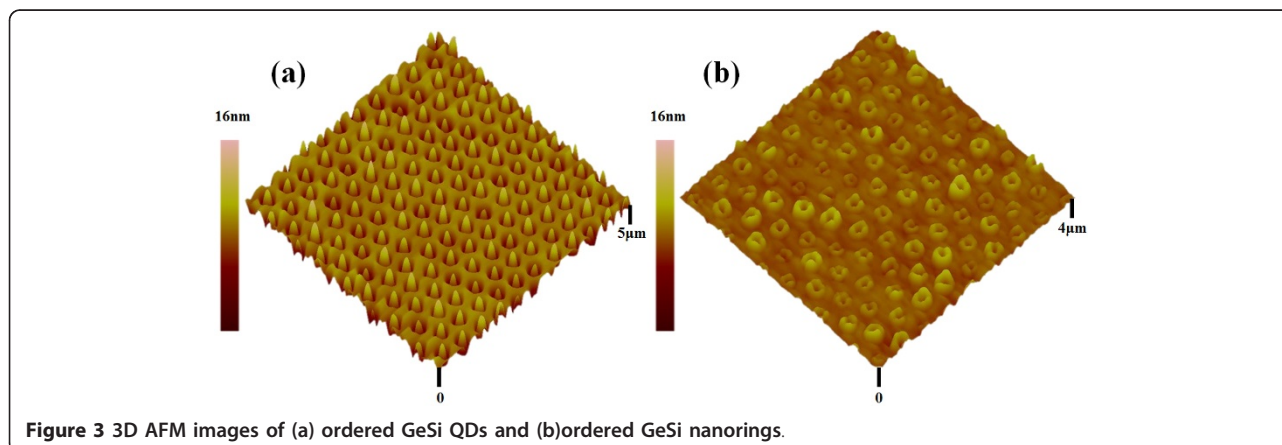 (a)
16nm
5μm
0
(b)
16nm
4μm
0
Figure 3 3D AFM images of (a) ordered GeSi QDs and (b)ordered GeSi nanorings.